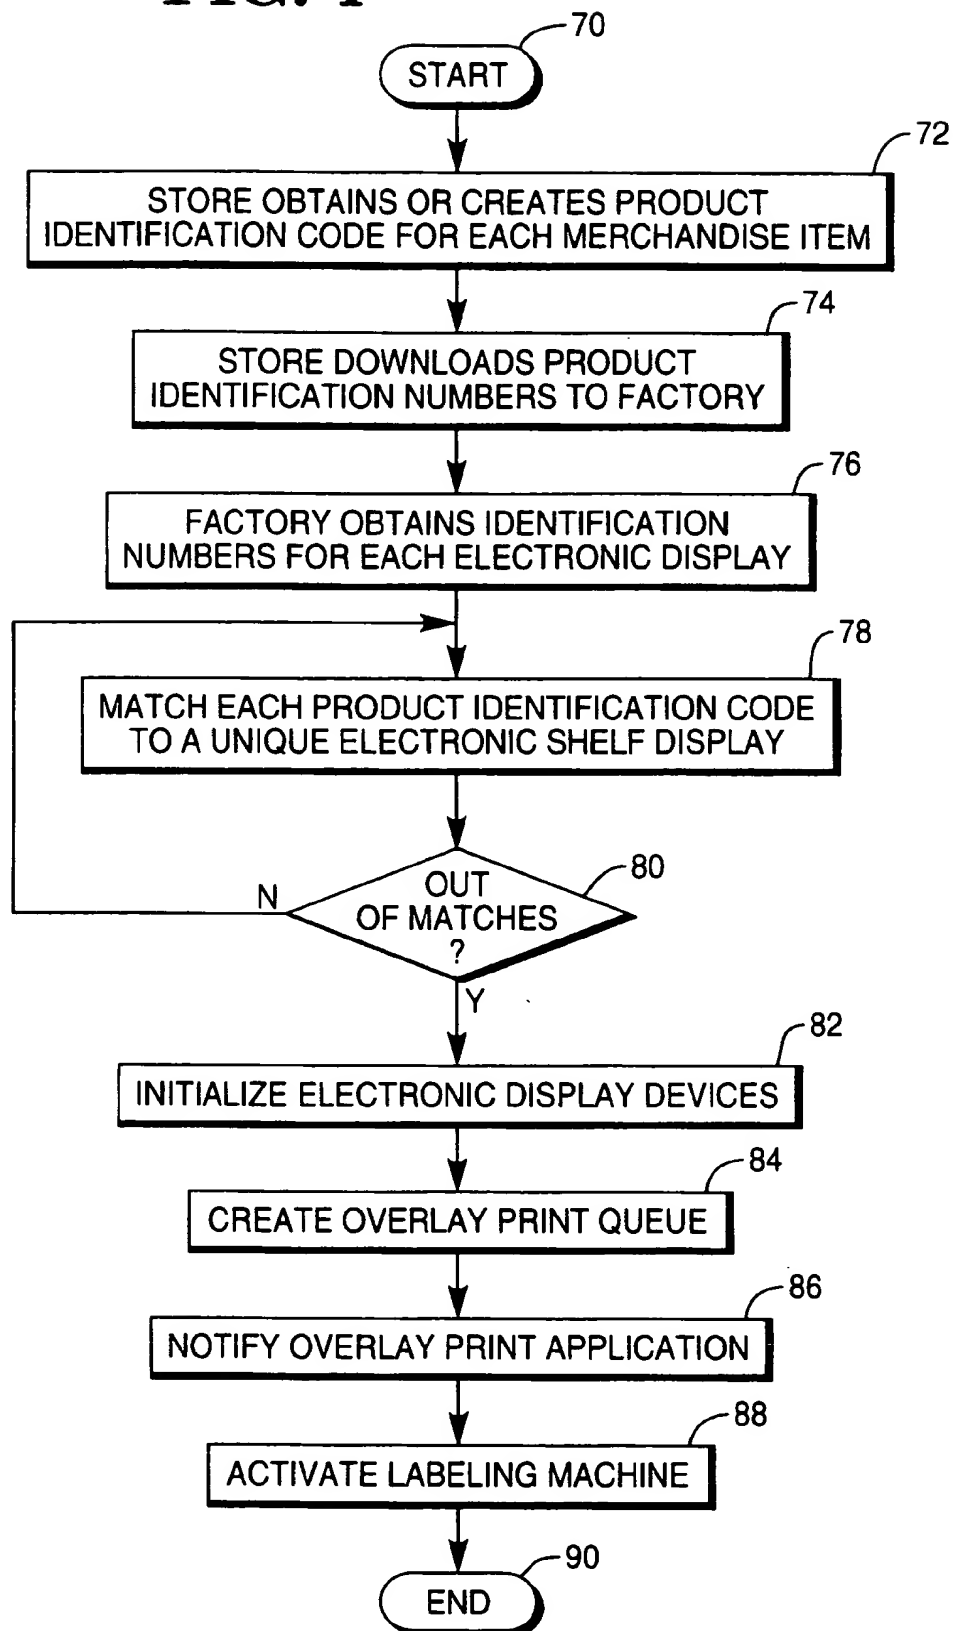 70
START
72
STORE OBTAINS OR CREATES PRODUCT
IDENTIFICATION CODE FOR EACH MERCHANDISE ITEM
74
STORE DOWNLOADS PRODUCT
IDENTIFICATION NUMBERS TO FACTORY
76
FACTORY OBTAINS IDENTIFICATION
NUMBERS FOR EACH ELECTRONIC DISPLAY
78
MATCH EACH PRODUCT IDENTIFICATION CODE
TO A UNIQUE ELECTRONIC SHELF DISPLAY
80
OUT
OF MATCHES
?
N
Y
82
INITIALIZE ELECTRONIC DISPLAY DEVICES
84
CREATE OVERLAY PRINT QUEUE
86
NOTIFY OVERLAY PRINT APPLICATION
88
ACTIVATE LABELING MACHINE
90
END